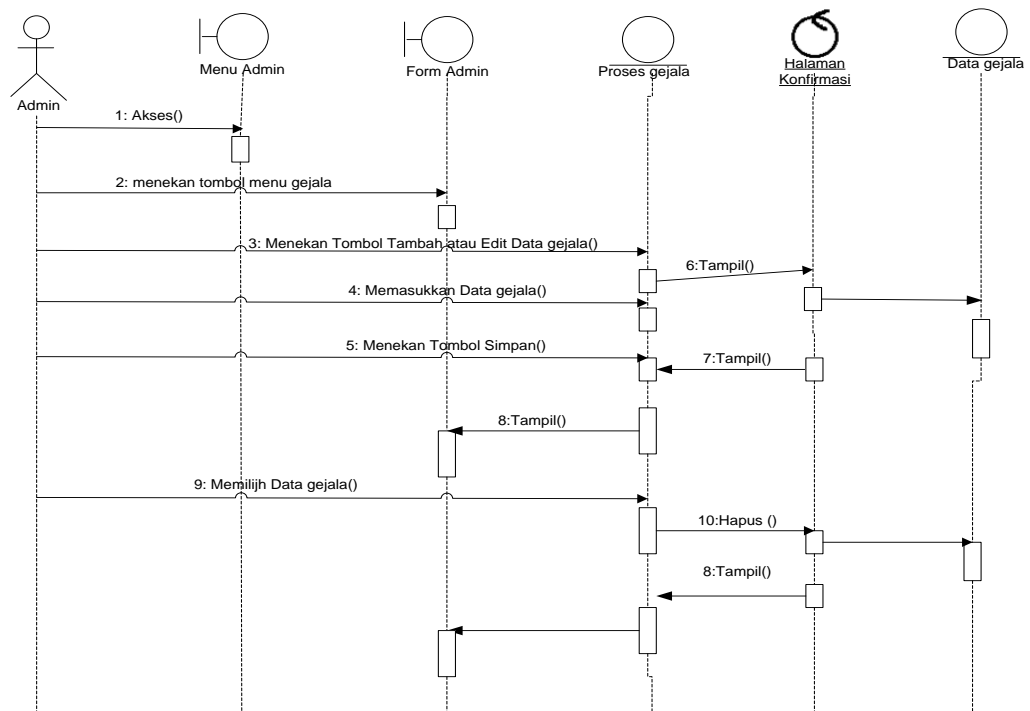 Admin
Menu Admin
Form Admin
Proses gejala
Halaman
Konfirmasi
Data gejala
1: Akses()
2: menekan tombol menu gejala
3: Menekan Tombol Tambah atau Edit Data gejala()
6:Tampil()
4: Memasukkan Data gejala()
5: Menekan Tombol Simpan()
7:Tampil()
8:Tampil()
9: Memilijh Data gejala()
10:Hapus ()
8:Tampil()